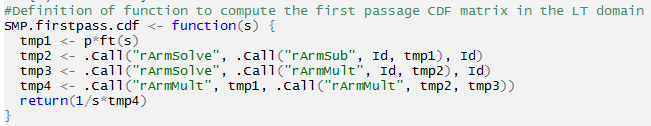 #Definition of function to compute the first passage CDF matrix in the LT domain
SMP.firstpass.cdf <- function(s) {
  tmp1 <- p*ft(s)
  tmp2 <- .Call("rArmSolve", .Call("rArmSub", Id, tmp1), Id)
  tmp3 <- .Call("rArmSolve", .Call("rArmMult", Id, tmp2), Id)
  tmp4 <- .Call("rArmMult", tmp1, .Call("rArmMult", tmp2, tmp3))
  return(1/s*tmp4)
}